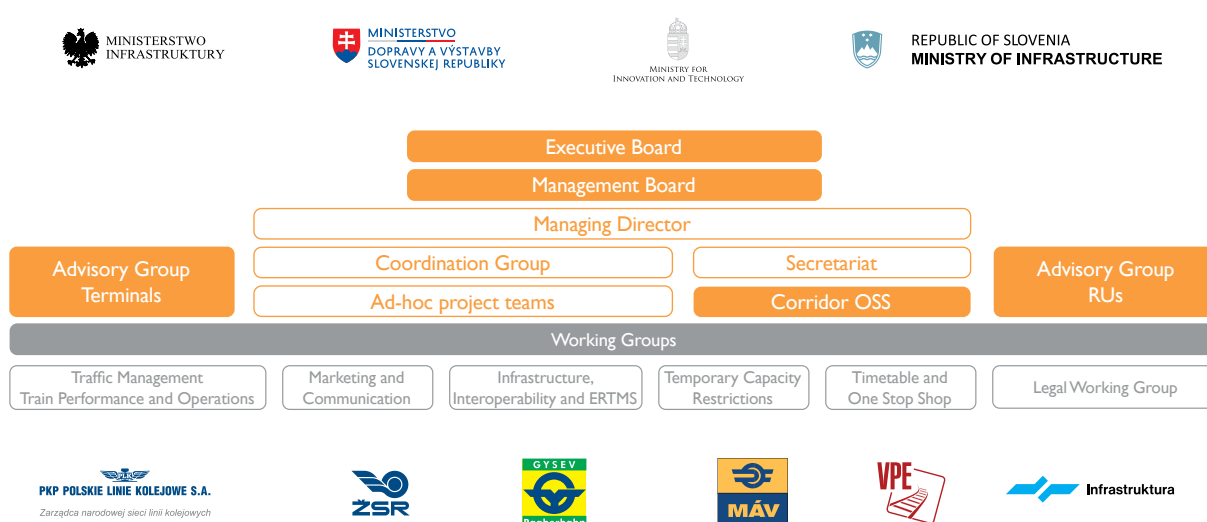 MINISTERSTWO
INFRASTRUKTURY
MINISTERSTVO
DOPRAVY A VÝSTAVBY
SLOVENSKEJ REPUBLIKY
MINISTRY FOR
INNOVATION AND TECHNOLOGY
REPUBLIC OF SLOVENIA
MINISTRY OF INFRASTRUCTURE
Executive Board
Management Board
Managing Director
Advisory Group
Terminals
Coordination Group
Secretariat
Ad-hoc project teams
Corridor OSS
Advisory Group
RUs
Working Groups
Traffic Management
Train Performance and Operations
Marketing and
Communication
Infrastructure,
Interoperability and ERTMS
Temporary Capacity
Restrictions
Timetable and
One Stop Shop
Legal Working Group
PLK
PKP POLSKIE LINIE KOLEJOWE S.A.
Zarządca narodowej sieci linii kolejowych
ŽSR
GYSEV
MÁV
VPE
Infrastruktura